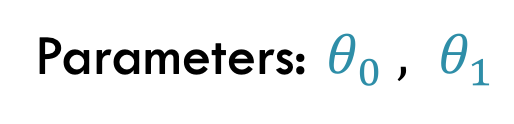 Parameters: θ₀ , θ₁